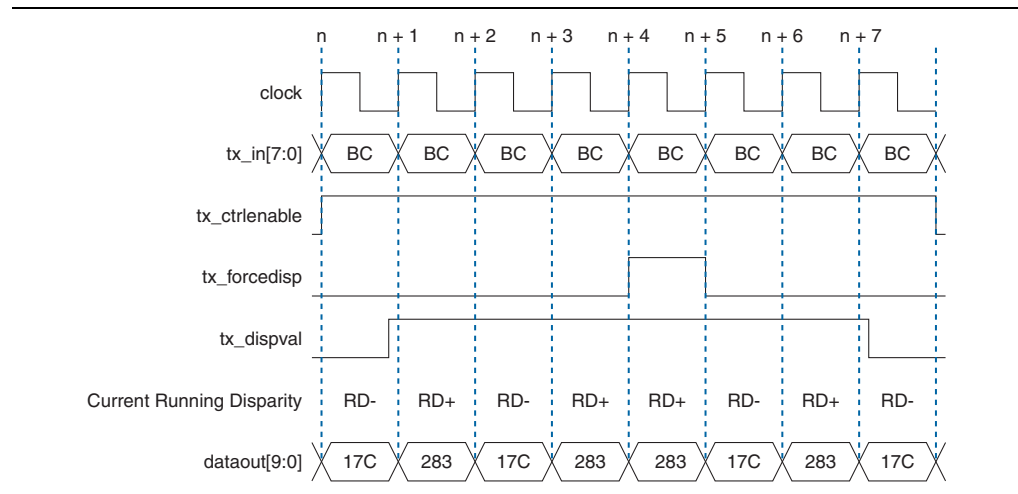 n n + 1 n + 2 n + 3 n + 4 n + 5 n + 6 n + 7
clock
tx_in[7:0] BC BC BC BC BC BC BC BC
tx_ctrlenable
tx_forcedisp
tx_dispval
Current Running Disparity RD- RD+ RD- RD+ RD+ RD- RD+ RD-
dataout[9:0] 17C 283 17C 283 283 17C 283 17C